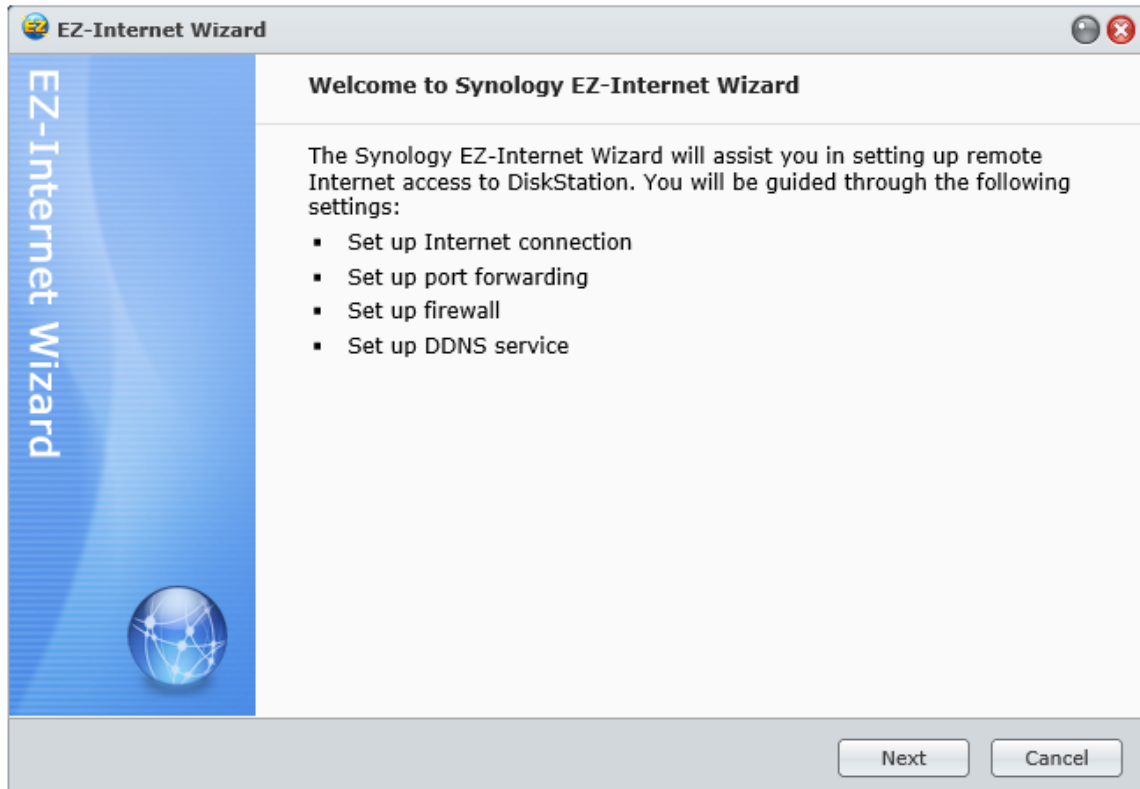 EZ EZ-Internet Wizard
EZ-Internet Wizard
Welcome to Synology EZ-Internet Wizard
The Synology EZ-Internet Wizard will assist you in setting up remote
Internet access to DiskStation. You will be guided through the following
settings:
▪ Set up Internet connection
▪ Set up port forwarding
▪ Set up firewall
▪ Set up DDNS service
Next Cancel